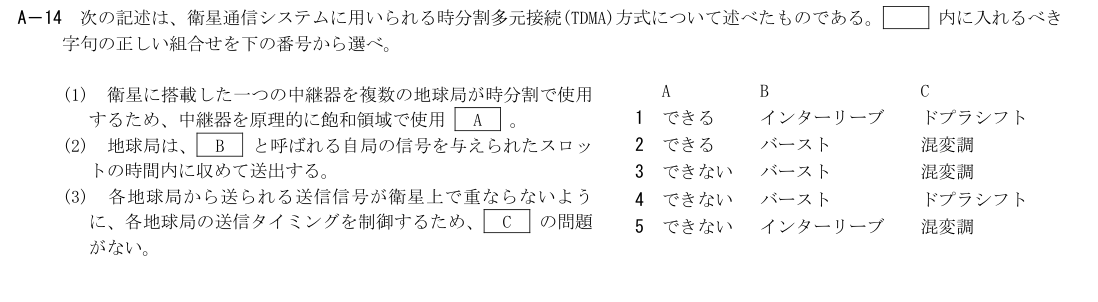 A－14 次の記述は、衛星通信システムに用いられる時分割多元接続(TDMA)方式について述べたものである。 内に入れるべき
字句の正しい組合せを下の番号から選べ。
(1) 衛星に搭載した一つの中継器を複数の地球局が時分割で使用
するため、中継器を原理的に飽和領域で使用 A 。
(2) 地球局は、 B と呼ばれる自局の信号を与えられたスロッ
トの時間内に収めて送出する。
(3) 各地球局から送られる送信信号が衛星上で重ならないよう
に、各地球局の送信タイミングを制御するため、 C の問題
がない。
A B C
1 できる インターリーブ ドプラシフト
2 できる バースト 混変調
3 できない バースト 混変調
4 できない バースト ドプラシフト
5 できない インターリーブ 混変調